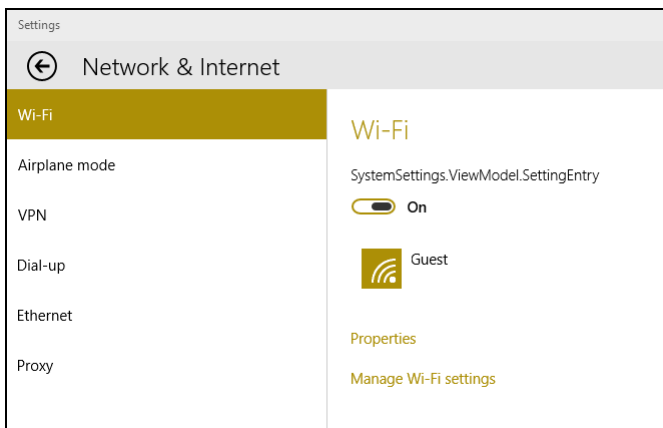 Settings
Network & Internet
Wi-Fi
Airplane mode
VPN
Dial-up
Ethernet
Proxy
Wi-Fi
SystemSettings.ViewModel.SettingEntry
On
Guest
Properties
Manage Wi-Fi settings